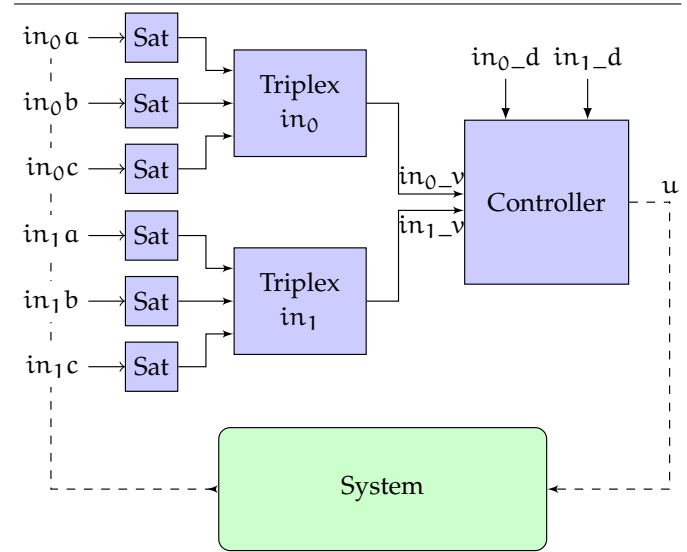 in₀a
Sat
in₀b
Sat
in₀c
Sat
Triplex
in₀
in₁a
Sat
in₁b
Sat
in₁c
Sat
Triplex
in₁
in₀_d in₁_d
in₀_v
in₁_v
Controller
u
System